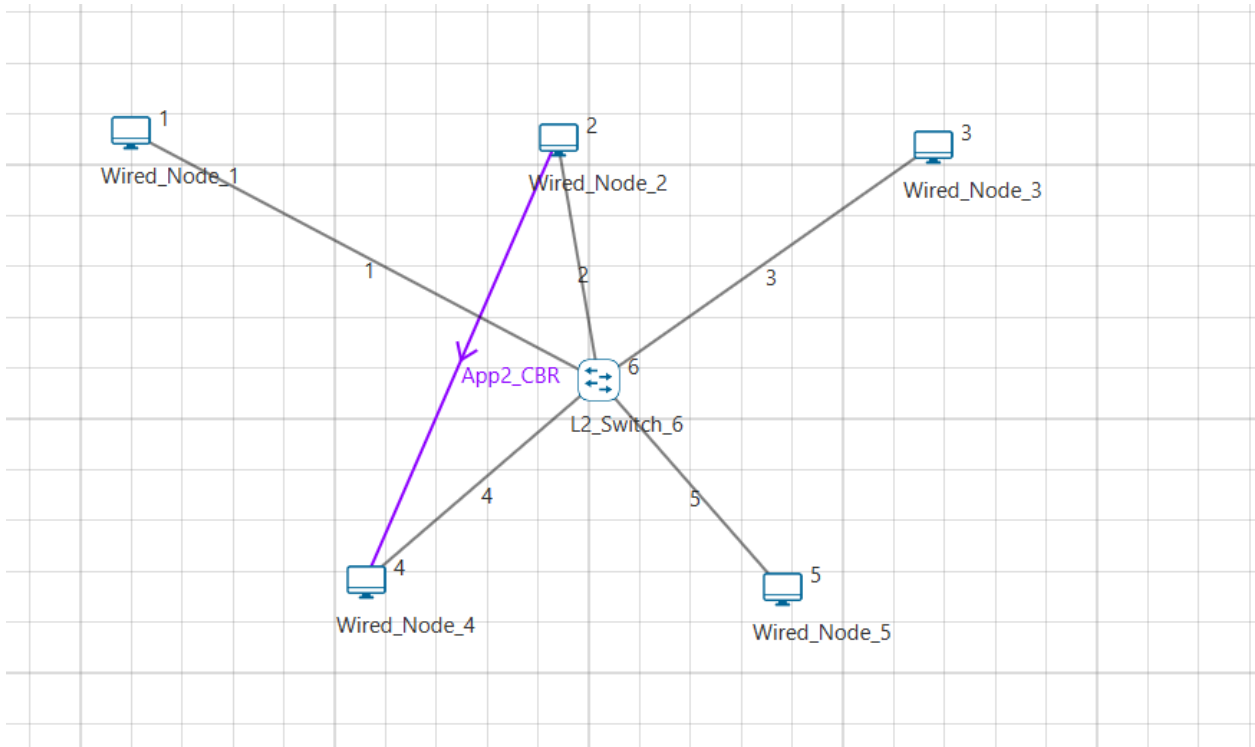 1
Wired_Node_1
2
Wired_Node_2
3
Wired_Node_3
1
2
3
App2_CBR
6
L2_Switch_6
4
5
4
Wired_Node_4
5
Wired_Node_5